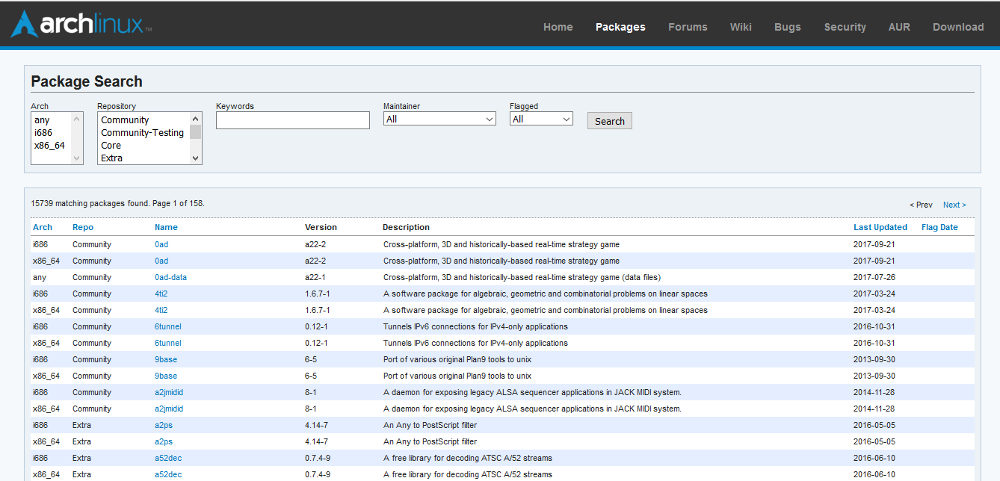 archlinux™
Home Packages Forums Wiki Bugs Security AUR Download
Package Search
Arch Repository Keywords Maintainer Flagged
any Community All All Search
i686 Community-Testing
x86_64 Core
Extra
15739 matching packages found. Page 1 of 158.
< Prev Next >
Arch Repo Name Version Description Last Updated Flag Date
i686 Community 0ad a22-2 Cross-platform, 3D and historically-based real-time strategy game 2017-09-21
x86_64 Community 0ad a22-2 Cross-platform, 3D and historically-based real-time strategy game 2017-09-21
any Community 0ad-data a22-1 Cross-platform, 3D and historically-based real-time strategy game (data files) 2017-07-26
i686 Community 4ti2 1.6.7-1 A software package for algebraic, geometric and combinatorial problems on linear spaces 2017-03-24
x86_64 Community 4ti2 1.6.7-1 A software package for algebraic, geometric and combinatorial problems on linear spaces 2017-03-24
i686 Community 6tunnel 0.12-1 Tunnels IPv6 connections for IPv4-only applications 2016-10-31
x86_64 Community 6tunnel 0.12-1 Tunnels IPv6 connections for IPv4-only applications 2016-10-31
i686 Community 9base 6-5 Port of various original Plan9 tools to unix 2013-09-30
x86_64 Community 9base 6-5 Port of various original Plan9 tools to unix 2013-09-30
i686 Community a2jmidid 8-1 A daemon for exposing legacy ALSA sequencer applications in JACK MIDI system. 2014-11-28
x86_64 Community a2jmidid 8-1 A daemon for exposing legacy ALSA sequencer applications in JACK MIDI system. 2014-11-28
i686 Extra a2ps 4.14-7 An Any to PostScript filter 2016-05-05
x86_64 Extra a2ps 4.14-7 An Any to PostScript filter 2016-05-05
i686 Extra a52dec 0.7.4-9 A free library for decoding ATSC A/52 streams 2016-06-10
x86_64 Extra a52dec 0.7.4-9 A free library for decoding ATSC A/52 streams 2016-06-10